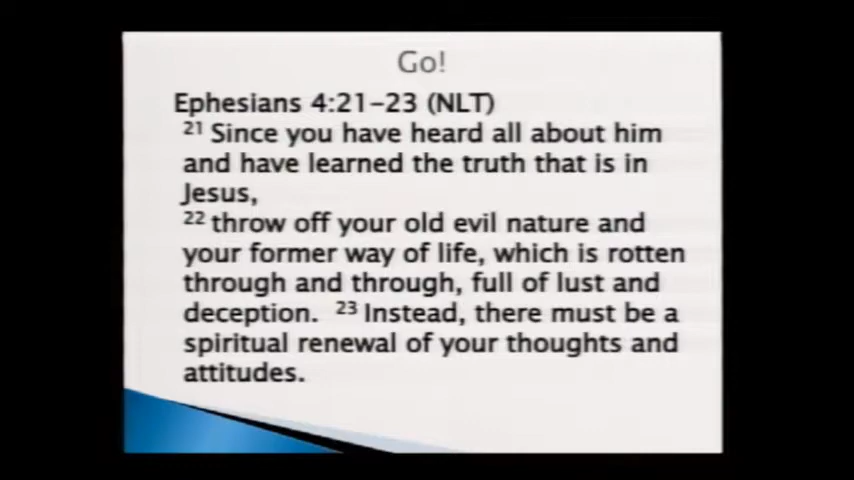 Go!
Ephesians 4:21-23 (NLT)
21 Since you have heard all about him
and have learned the truth that is in
Jesus,
22 throw off your old evil nature and
your former way of life, which is rotten
through and through, full of lust and
deception. 23 Instead, there must be a
spiritual renewal of your thoughts and
attitudes.